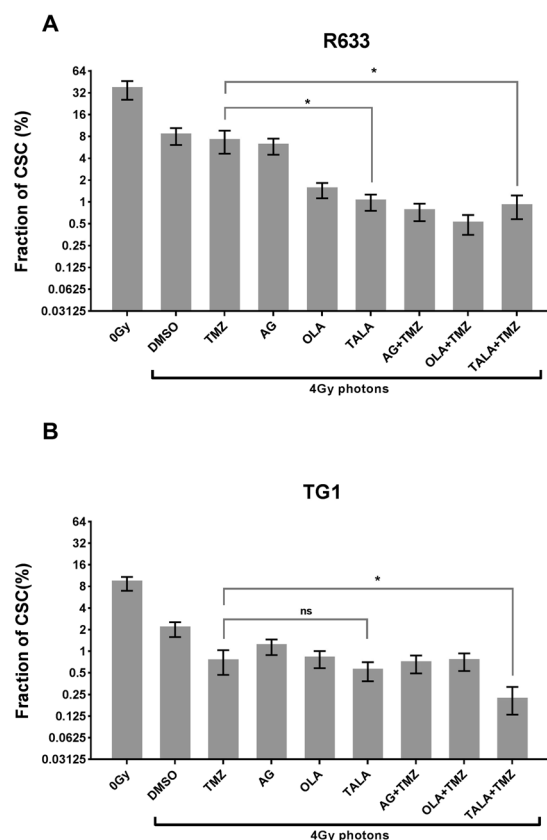 A
R633
Fraction of CSC (%)
64
32
16
8
4
2
1
0.5
0.25
0.125
0.0625
0.03125
*
*
0Gy
DMSO
TMZ
AG
OLA
TALA
AG+TMZ
OLA+TMZ
TALA+TMZ
4Gy photons
B
TG1
Fraction of CSC(%)
64
32
16
8
4
2
1
0.5
0.25
0.125
0.0625
0.03125
*
ns
0Gy
DMSO
TMZ
AG
OLA
TALA
AG+TMZ
OLA+TMZ
TALA+TMZ
4Gy photons